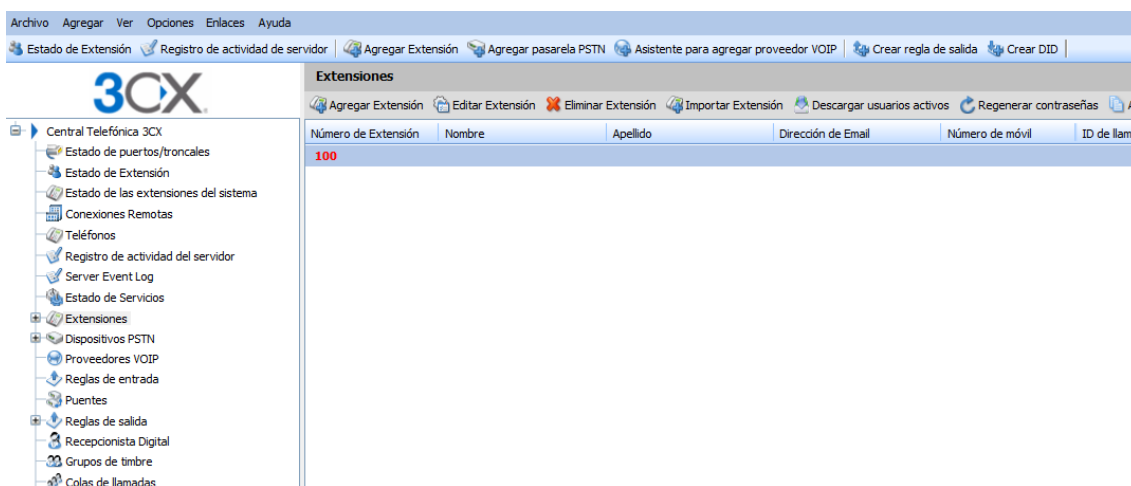 Archivo Agregar Ver Opciones Enlaces Ayuda
Estado de Extensión Registro de actividad de servidor Agregar Extensión Agregar pasarela PSTN Asistente para agregar proveedor VOIP Crear regla de salida Crear DID
3CX
Extensiones
Agregar Extensión Editar Extensión Eliminar Extensión Importar Extensión Descargar usuarios activos Regenerar contraseñas
Número de Extensión Nombre Apellido Dirección de Email Número de móvil ID de llam
100
Central Telefónica 3CX
Estado de puertos/troncales
Estado de Extensión
Estado de las extensiones del sistema
Conexiones Remotas
Teléfonos
Registro de actividad del servidor
Server Event Log
Estado de Servicios
Extensiones
Dispositivos PSTN
Proveedores VOIP
Reglas de entrada
Puentes
Reglas de salida
Recepcionista Digital
Grupos de timbre
Colas de llamadas